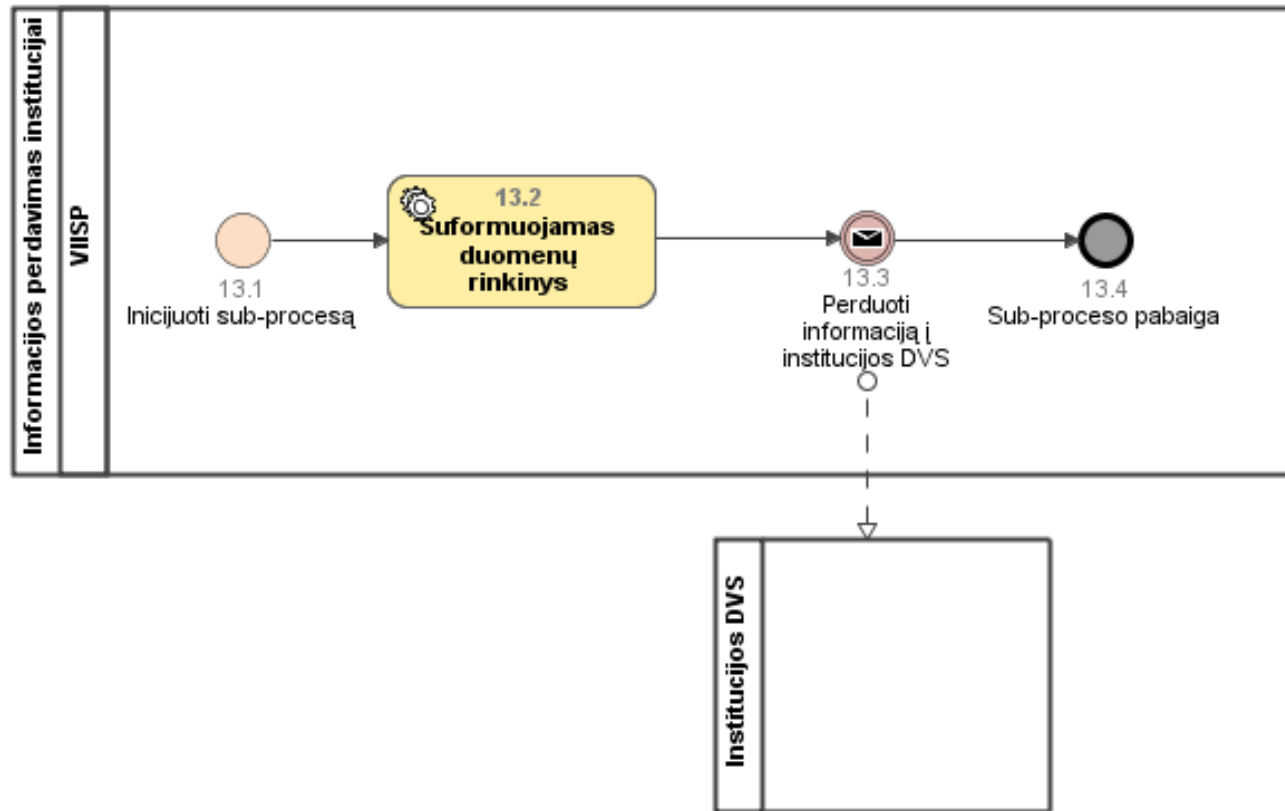 Informacijos perdavimas institucijai
VIISP
13.1
Inicijuoti sub-procesą
13.2
Suformuojamas
duomenų
rinkinys
13.3
Perduoti
informaciją į
institucijos DVS
13.4
Sub-proceso pabaiga
Institucijos DVS